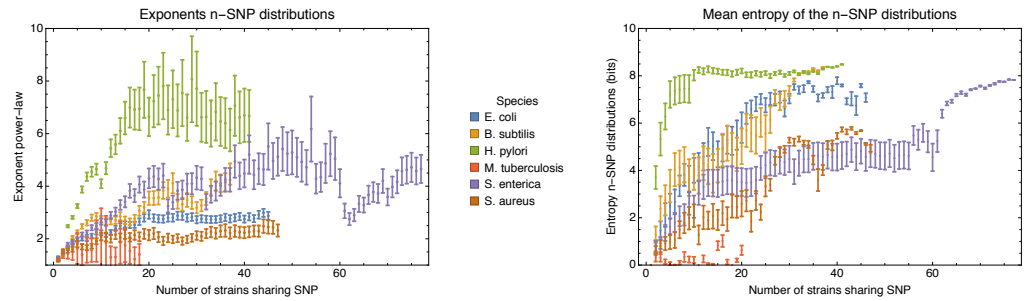 Exponents n-SNP distributions
Exponent power-law
10
8
6
4
2
0
20
40
60
Number of strains sharing SNP
Species
E. coli
B. subtilis
H. pylori
M. tuberculosis
S. enterica
S. aureus
Mean entropy of the n-SNP distributions
Entropy n-SNP distributions (bits)
10
8
6
4
2
0
0
20
40
60
Number of strains sharing SNP